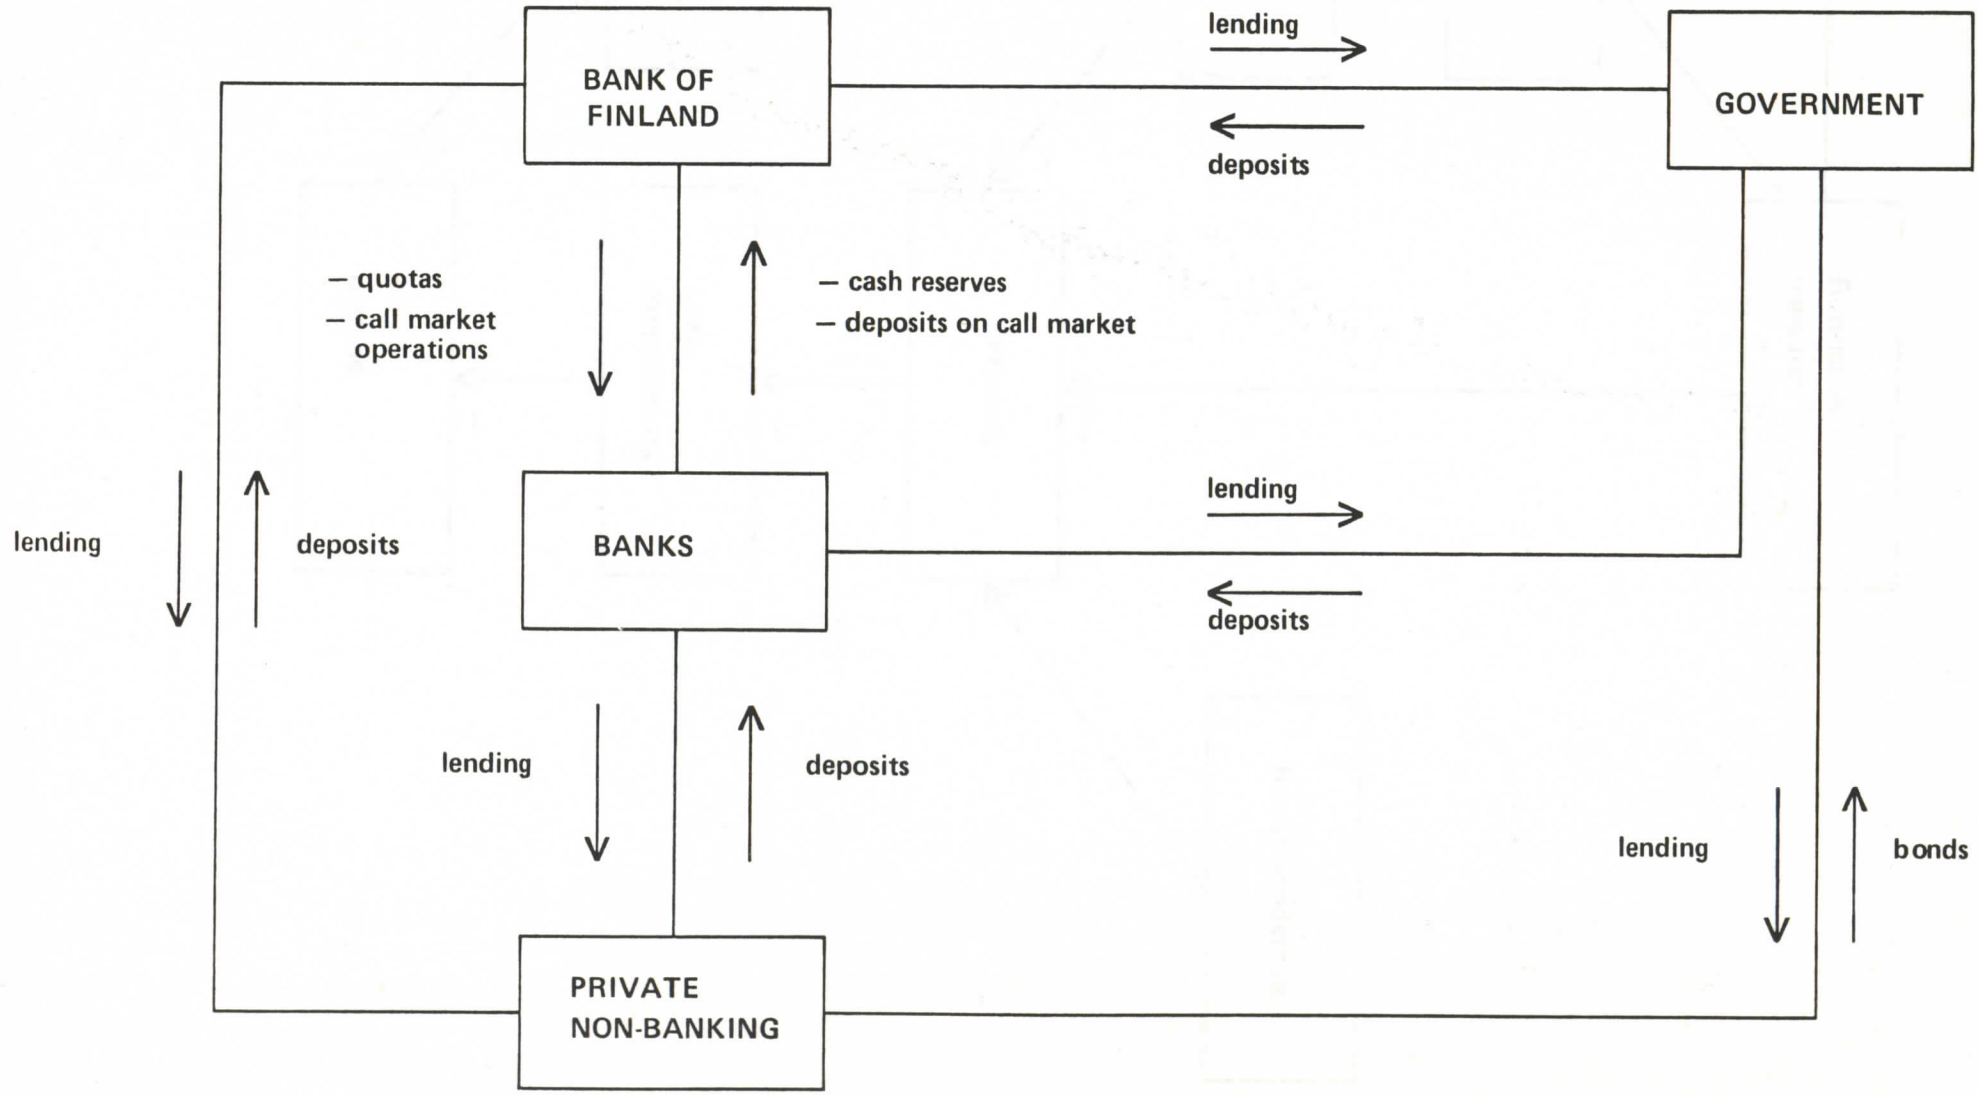 lending
BANK OF
FINLAND
GOVERNMENT
deposits
— quotas
— call market
operations
— cash reserves
— deposits on call market
lending
deposits
BANKS
lending
deposits
lending
deposits
lending
bonds
PRIVATE
NON-BANKING